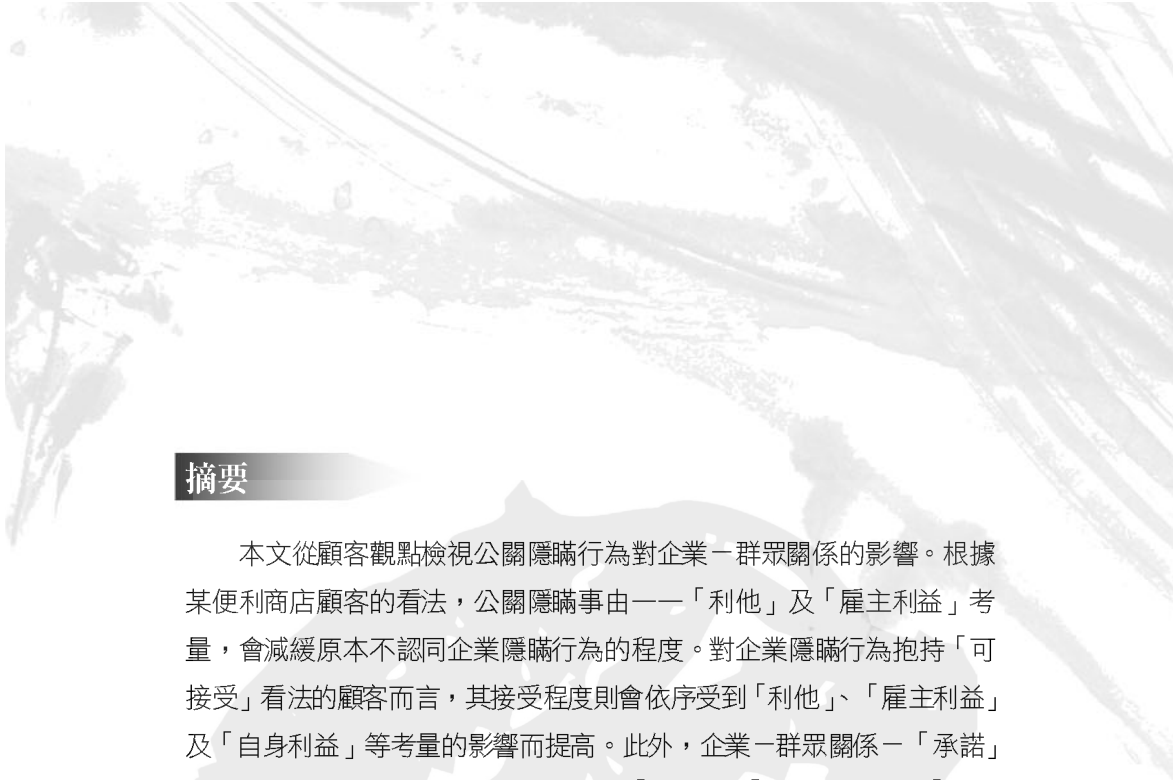 摘要
本文從顧客觀點檢視公關隱瞞行為對企業－群眾關係的影響。根據
某便利商店顧客的看法，公關隱瞞事由——「利他」及「雇主利益」考
量，會減緩原本不認同企業隱瞞行為的程度。對企業隱瞞行為抱持「可
接受」看法的顧客而言，其接受程度則會依序受到「利他」、「雇主利益」
及「自身利益」等考量的影響而提高。此外，企業－群眾關係－「承諾」